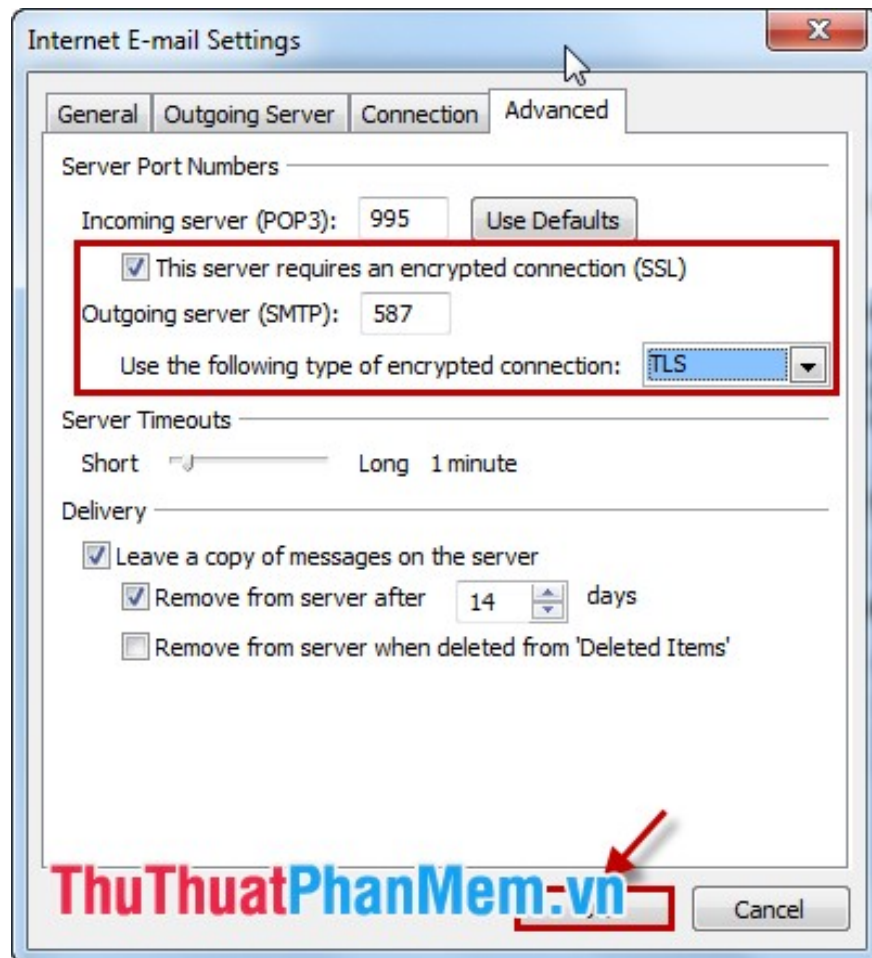 Internet E-mail Settings
General Outgoing Server Connection Advanced
Server Port Numbers
Incoming server (POP3): 995 Use Defaults
This server requires an encrypted connection (SSL)
Outgoing server (SMTP): 587
Use the following type of encrypted connection: TLS
Server Timeouts
Short Long 1 minute
Delivery
Leave a copy of messages on the server
Remove from server after 14 days
Remove from server when deleted from 'Deleted Items'
ThuThuatPhanMem.vn
Cancel